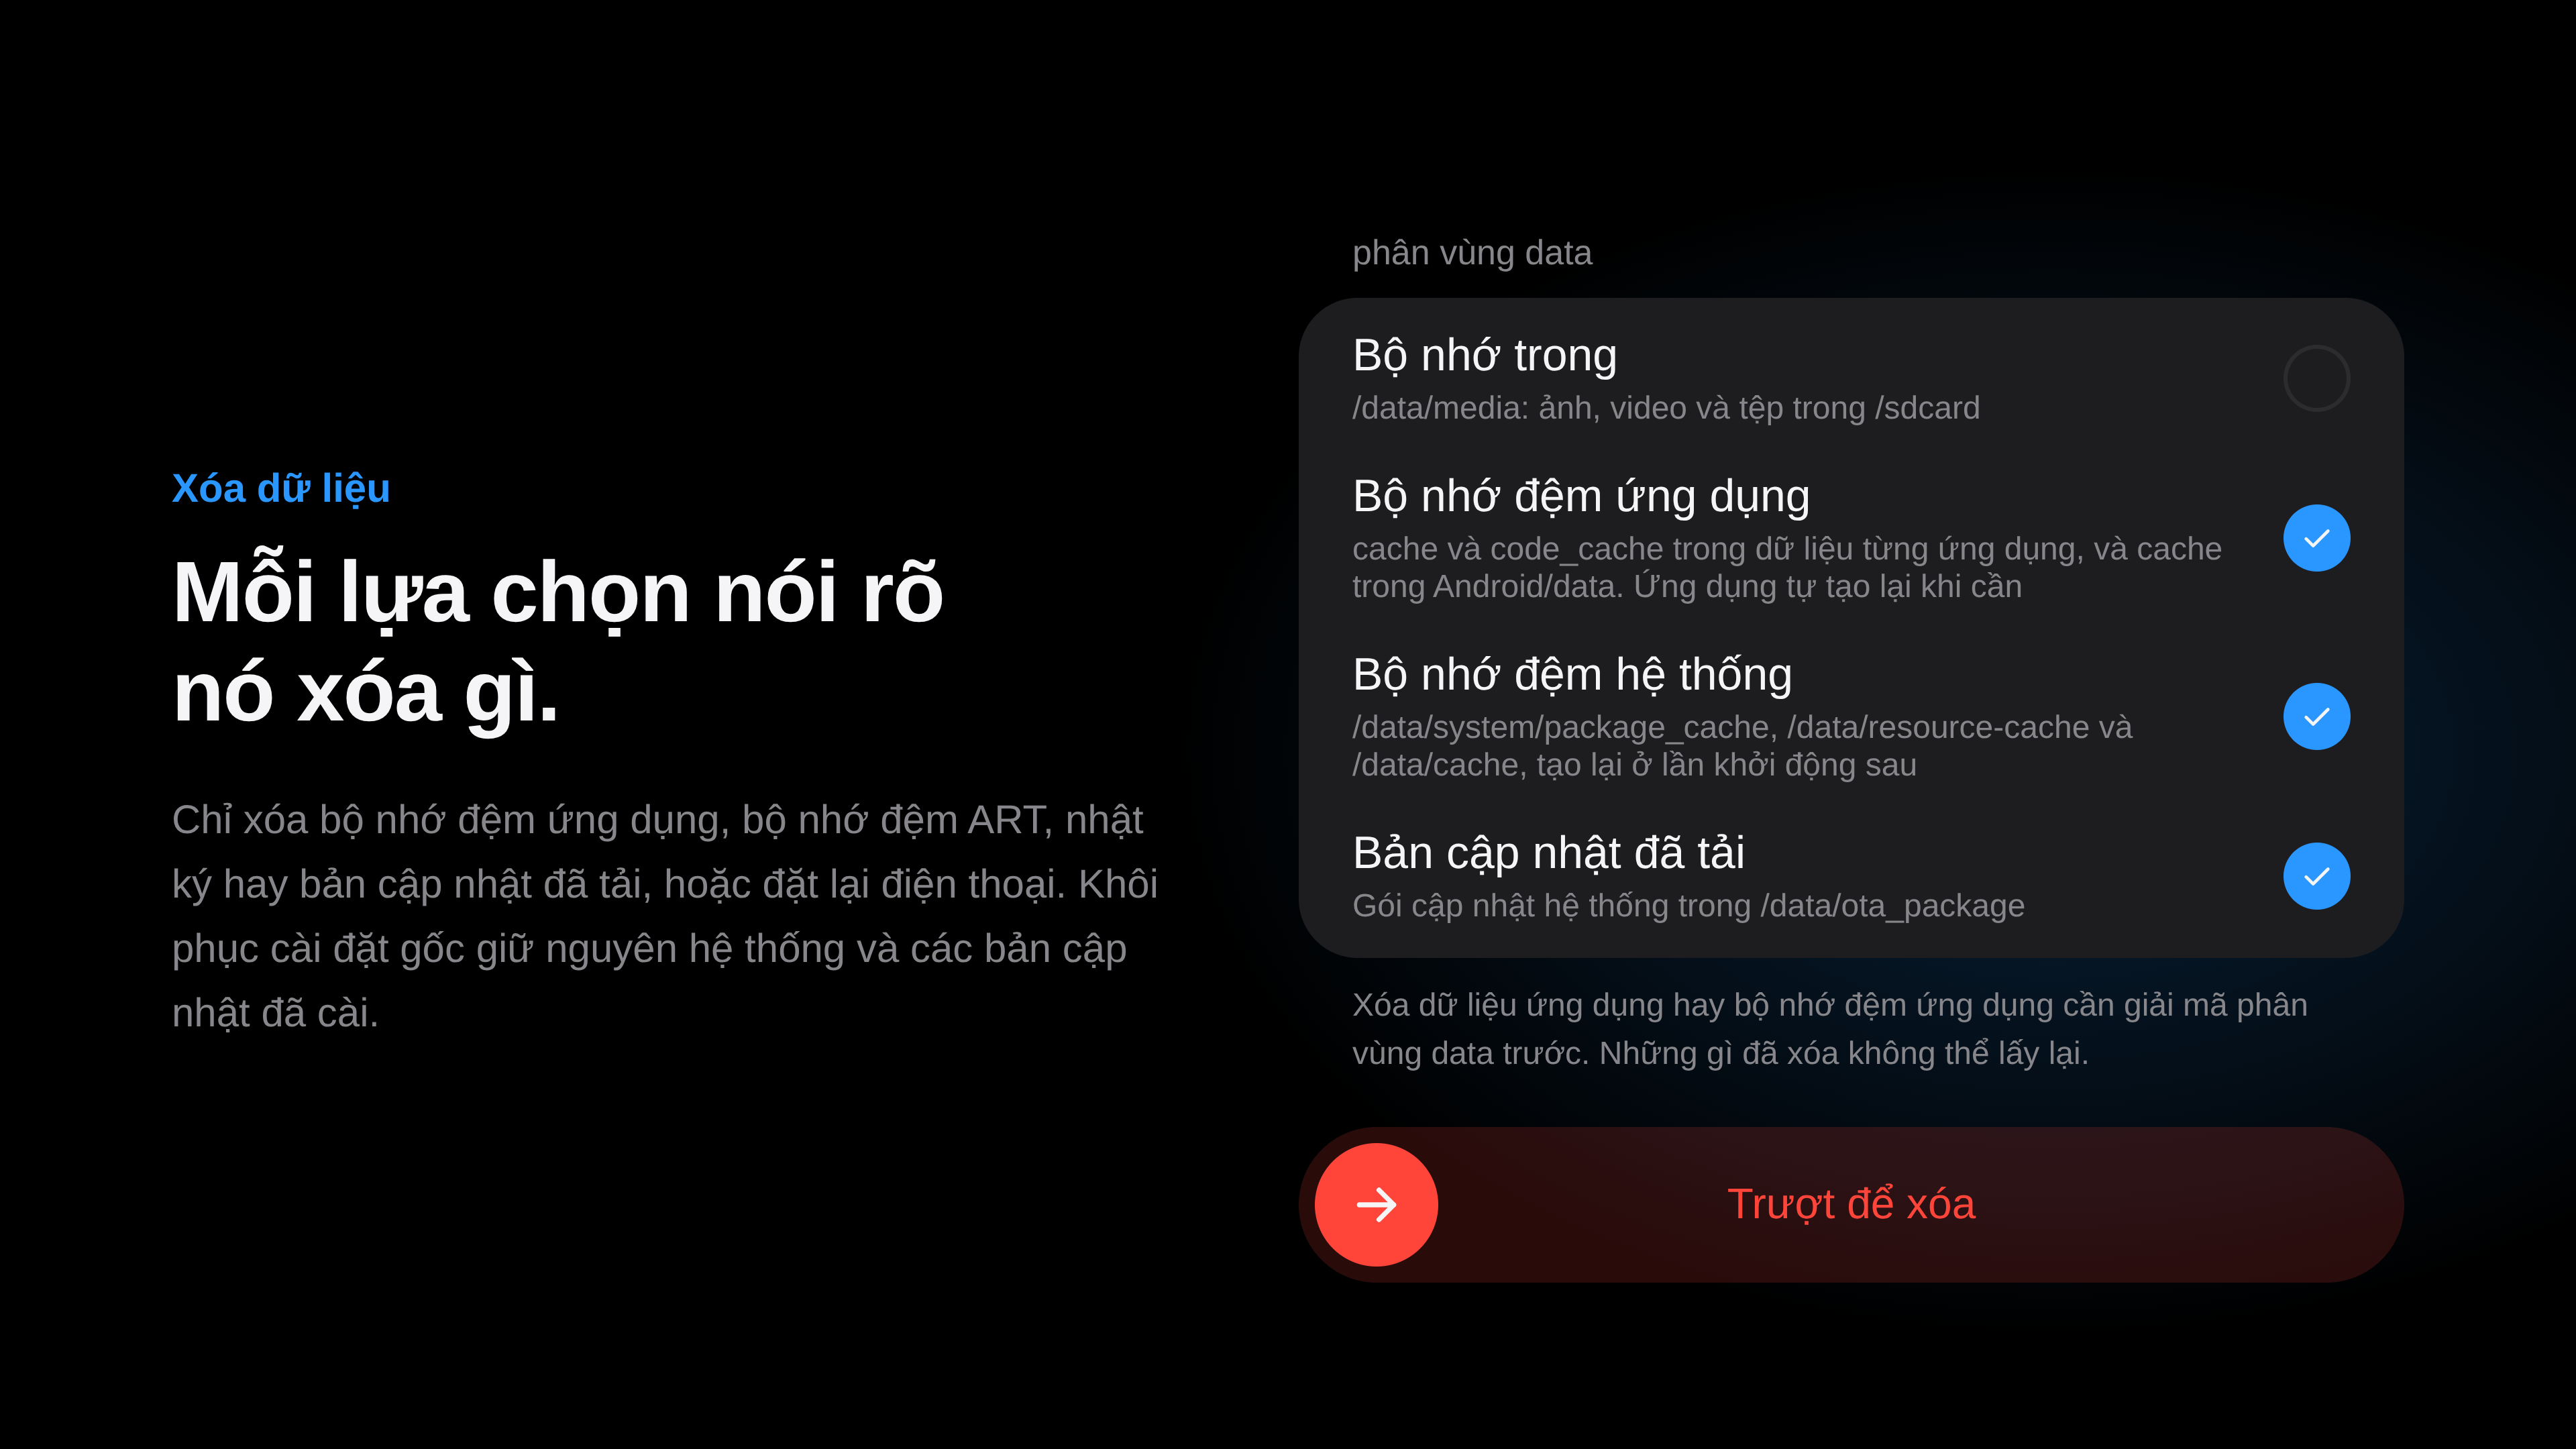 Xóa dữ liệu
Mỗi lựa chọn nói rõ
nó xóa gì.
Chỉ xóa bộ nhớ đệm ứng dụng, bộ nhớ đệm ART, nhật
ký hay bản cập nhật đã tải, hoặc đặt lại điện thoại. Khôi
phục cài đặt gốc giữ nguyên hệ thống và các bản cập
nhật đã cài.
phân vùng data
Bộ nhớ trong
/data/media: ảnh, video và tệp trong /sdcard
Bộ nhớ đệm ứng dụng
cache và code_cache trong dữ liệu từng ứng dụng, và cache
trong Android/data. Ứng dụng tự tạo lại khi cần
Bộ nhớ đệm hệ thống
/data/system/package_cache, /data/resource-cache và
/data/cache, tạo lại ở lần khởi động sau
Bản cập nhật đã tải
Gói cập nhật hệ thống trong /data/ota_package
Xóa dữ liệu ứng dụng hay bộ nhớ đệm ứng dụng cần giải mã phân
vùng data trước. Những gì đã xóa không thể lấy lại.
Trượt để xóa